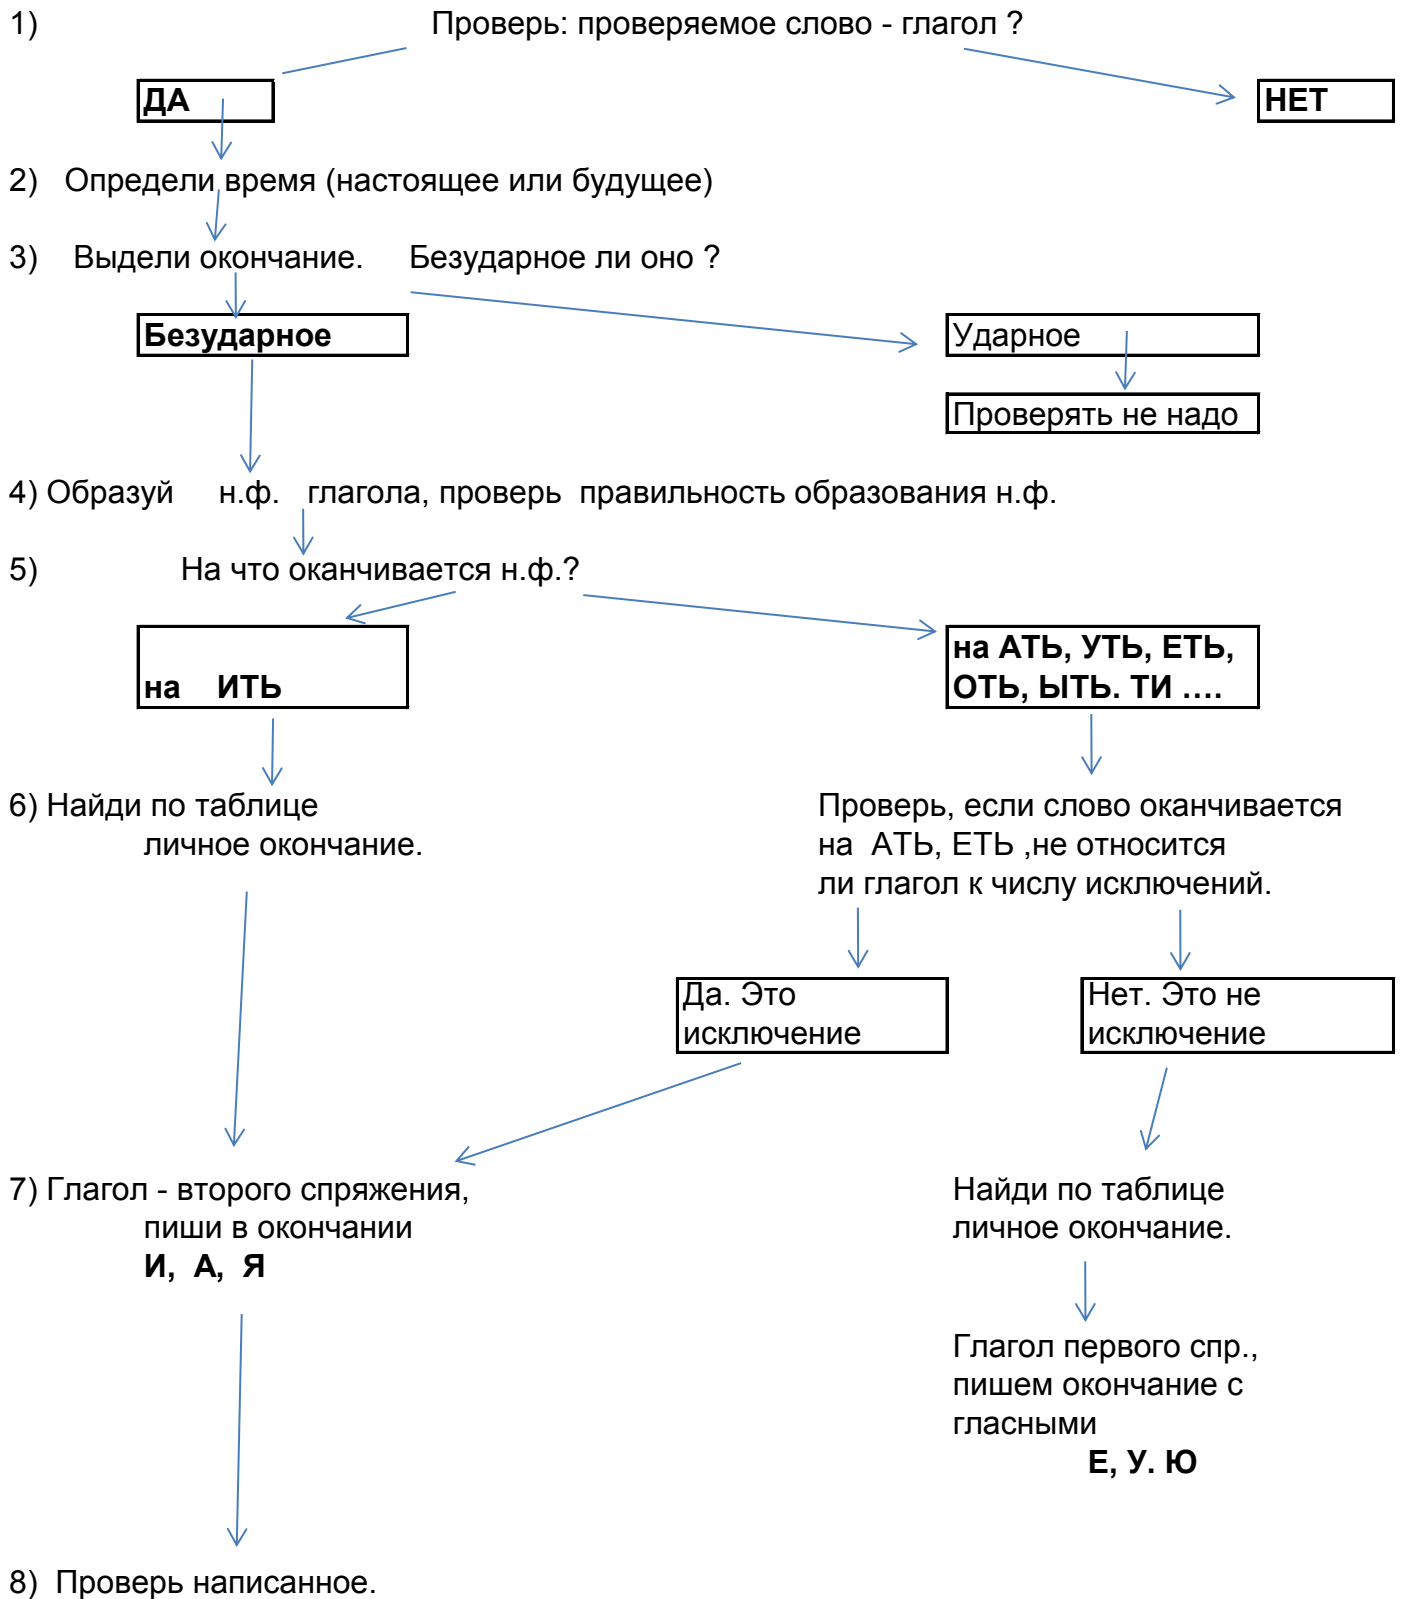 1) Проверь: проверяемое слово - глагол ?
ДА
НЕТ
2) Определи время (настоящее или будущее)
3) Выдели окончание. Безударное ли оно ?
Безударное
Ударное
Проверять не надо
4) Образуй н.ф. глагола, проверь правильность образования н.ф.
5) На что оканчивается н.ф.?
на ИТЬ
на АТЬ, УТЬ, ЕТЬ,
ОТЬ, ЫТЬ. ТИ ….
6) Найди по таблице
личное окончание.
Проверь, если слово оканчивается
на АТЬ, ЕТЬ ,не относится
ли глагол к числу исключений.
Да. Это
исключение
Нет. Это не
исключение
7) Глагол - второго спряжения,
пиши в окончании
И, А, Я
Найди по таблице
личное окончание.
Глагол первого спр.,
пишем окончание с
гласными
Е, У. Ю
8) Проверь написанное.